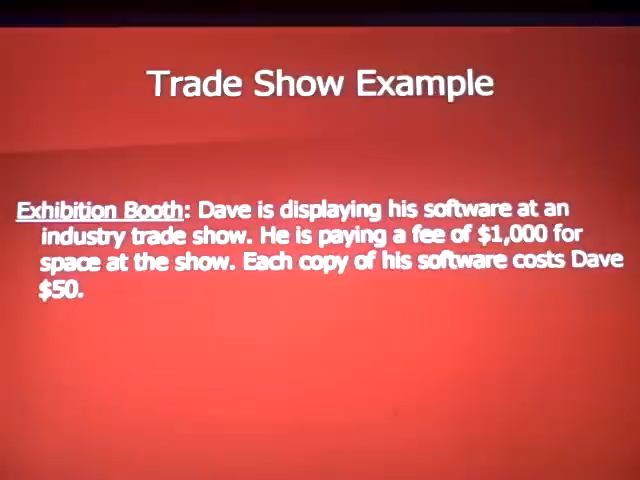 Trade Show Example
Exhibition Booth: Dave is displaying his software at an
industry trade show. He is paying a fee of $1,000 for
space at the show. Each copy of his software costs Dave
$50.